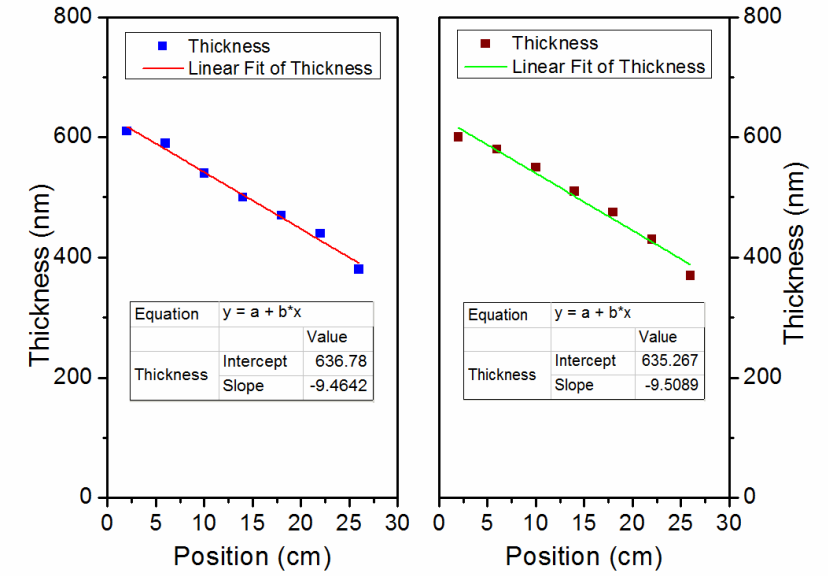 800
600
400
200
0
Thickness (nm)
Thickness
Linear Fit of Thickness
Equation y = a + b*x
Value
Thickness Intercept 636.78
Slope -9.4642
0 5 10 15 20 25 30
Position (cm)
Thickness
Linear Fit of Thickness
Equation y = a + b*x
Value
Thickness Intercept 635.267
Slope -9.5089
0 5 10 15 20 25 30
Position (cm)
800
600
400
200
0
Thickness (nm)